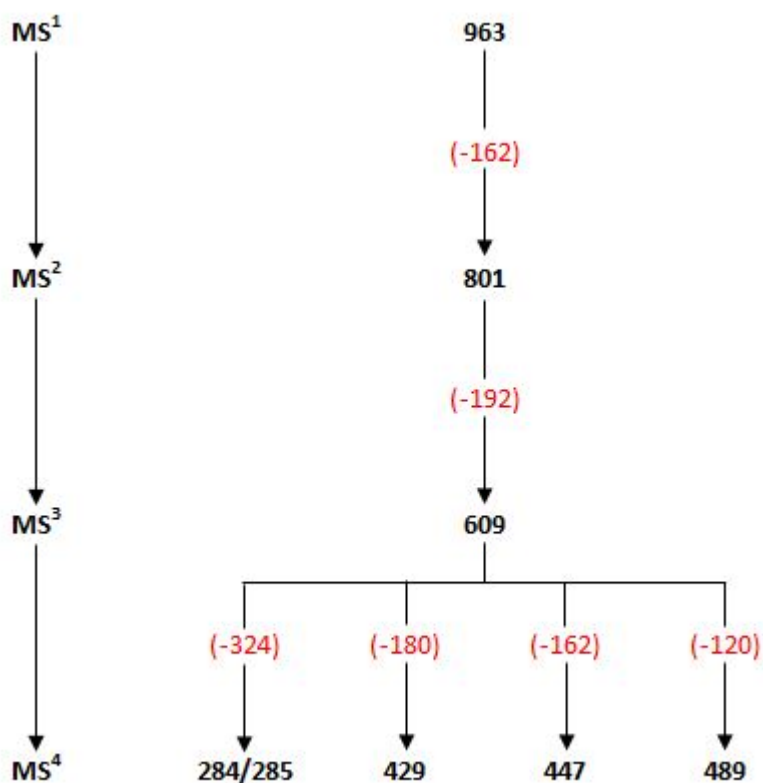 MS¹ 963
(-162)
MS² 801
(-192)
MS³ 609
(-324) (-180) (-162) (-120)
MS⁴ 284/285 429 447 489